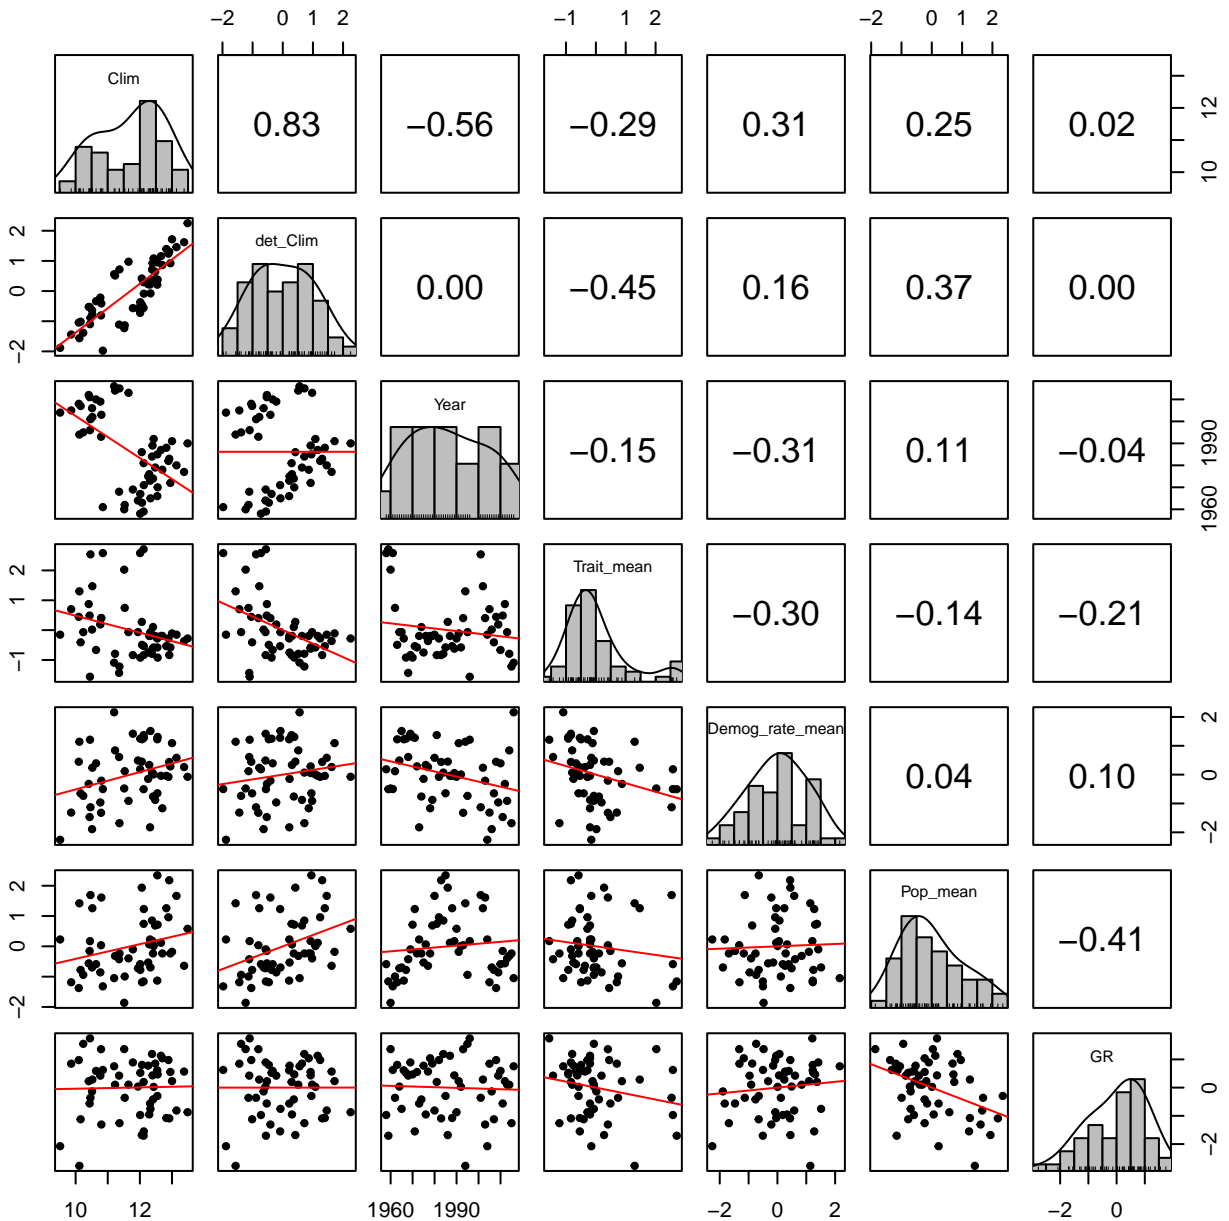 −2 0 1 2 −1 1 2 −2 0 1 2
Clim 0.83 −0.56 −0.29 0.31 0.25 0.02 10 12
−2 0 1 2 det_Clim 0.00 −0.45 0.16 0.37 0.00
Year −0.15 −0.31 0.11 −0.04 1960 1990
−1 1 2 Trait_mean −0.30 −0.14 −0.21
Demog_rate_mean 0.04 0.10 −2 0 2
−2 0 1 2 Pop_mean −0.41
GR −2 0
10 12 1960 1990 −2 0 2 −2 0